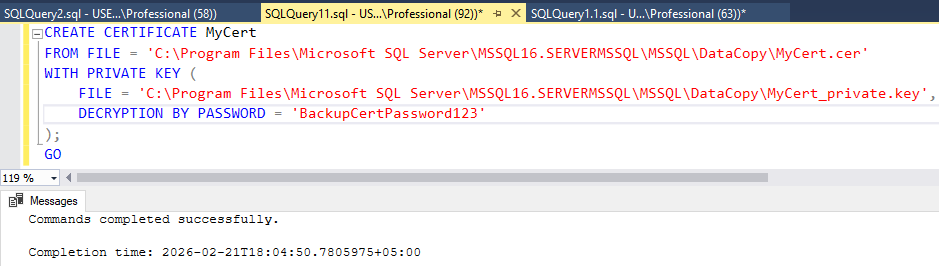 SQLQuery2.sql - USE...\Professional (58))
SQLQuery11.sql - US...\Professional (92))*
SQLQuery1.1.sql - U...\Professional (63))*
CREATE CERTIFICATE MyCert
FROM FILE = 'C:\Program Files\Microsoft SQL Server\MSSQL16.SERVERMSSQL\MSSQL\DataCopy\MyCert.cer'
WITH PRIVATE KEY (
    FILE = 'C:\Program Files\Microsoft SQL Server\MSSQL16.SERVERMSSQL\MSSQL\DataCopy\MyCert_private.key',
    DECRYPTION BY PASSWORD = 'BackupCertPassword123'
);
GO
119 %
Messages
Commands completed successfully.
Completion time: 2026-02-21T18:04:50.7805975+05:00